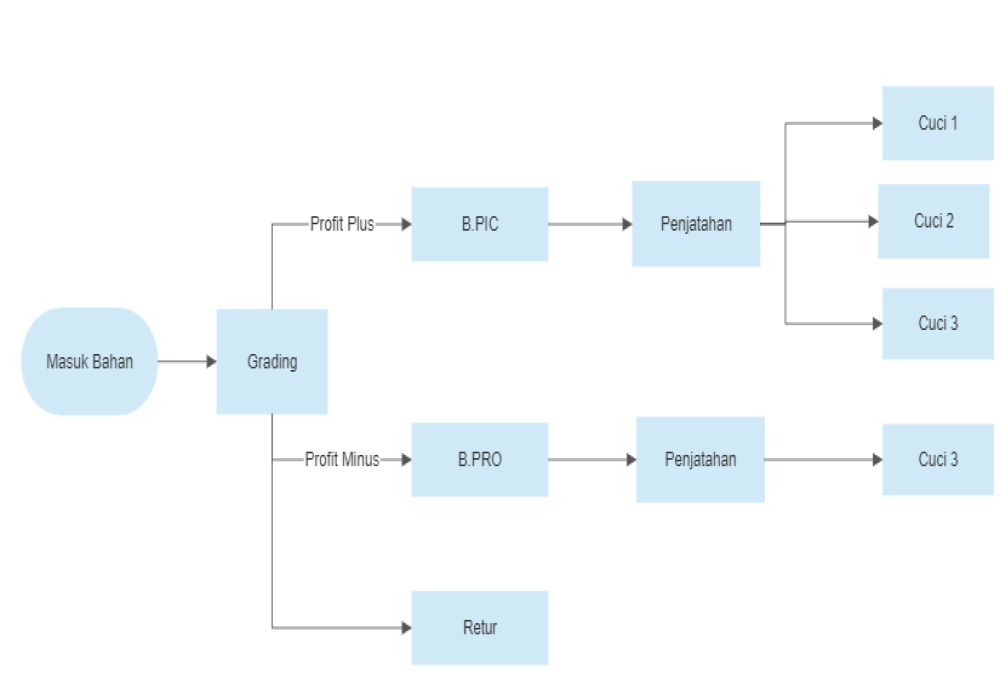 Cuci 1
Profit Plus
B.PIC
Penjatahan
Cuci 2
Cuci 3
Masuk Bahan
Grading
Profit Minus
B.PRO
Penjatahan
Cuci 3
Retur